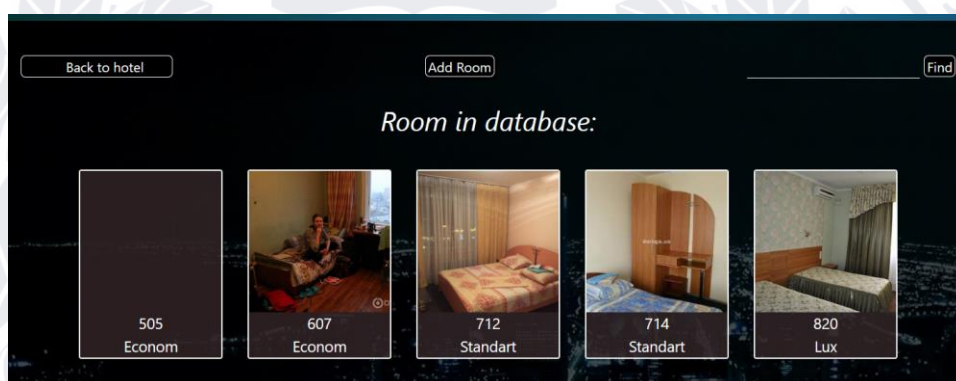 Back to hotel
Add Room
Find
Room in database:
505
Econom
607
Econom
712
Standart
714
Standart
820
Lux